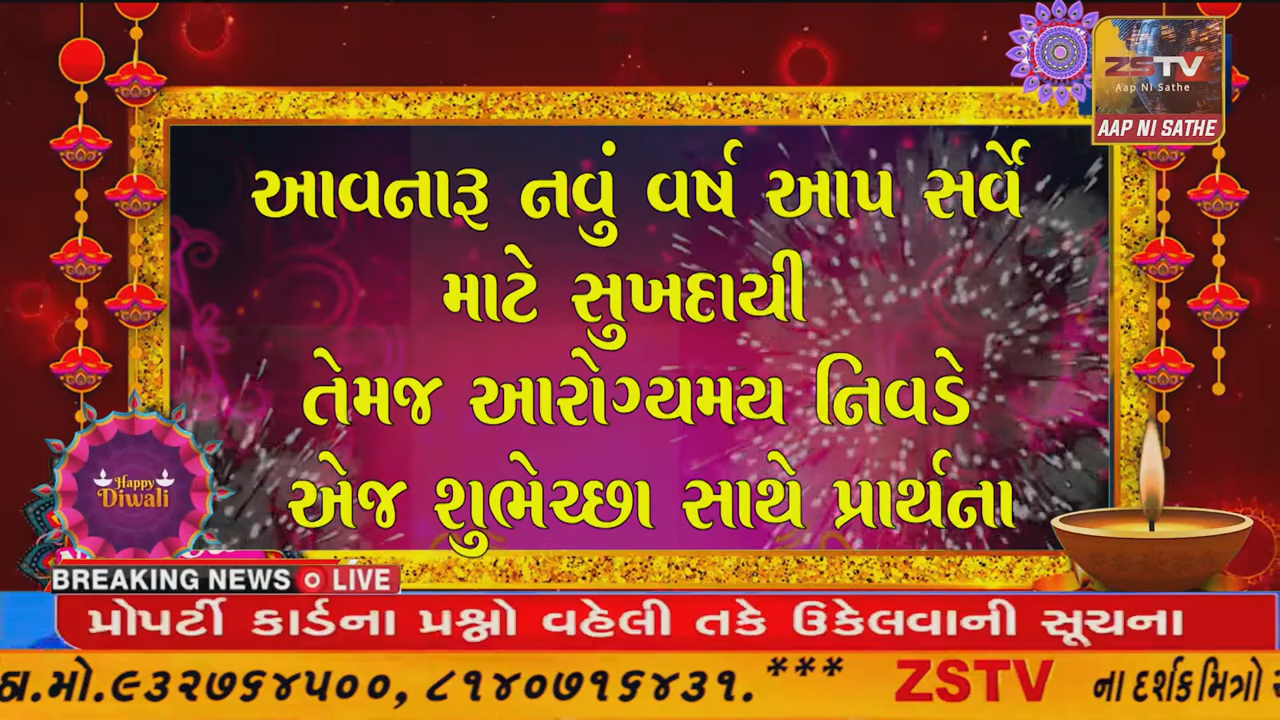 ZSTV
Aap Ni Sathe
AAP NI SATHE
આવનારૂ નવું વર્ષ આપ સર્વે
માટે સુખદાયી
તેમજ આરોગ્યમય નિવડે
એજ શુભેચ્છા સાથે પ્રાર્થના
Happy
Diwali
BREAKING NEWS LIVE
પ્રોપર્ટી કાર્ડના પ્રશ્નો વહેલી તકે ઉકેલવાની સૂચના
મો.૯૩૨૭૬૪૫૦૦, ૮૧૪૦૭૧૬૪૩૧. *** ZSTV ના દર્શક મિત્રો